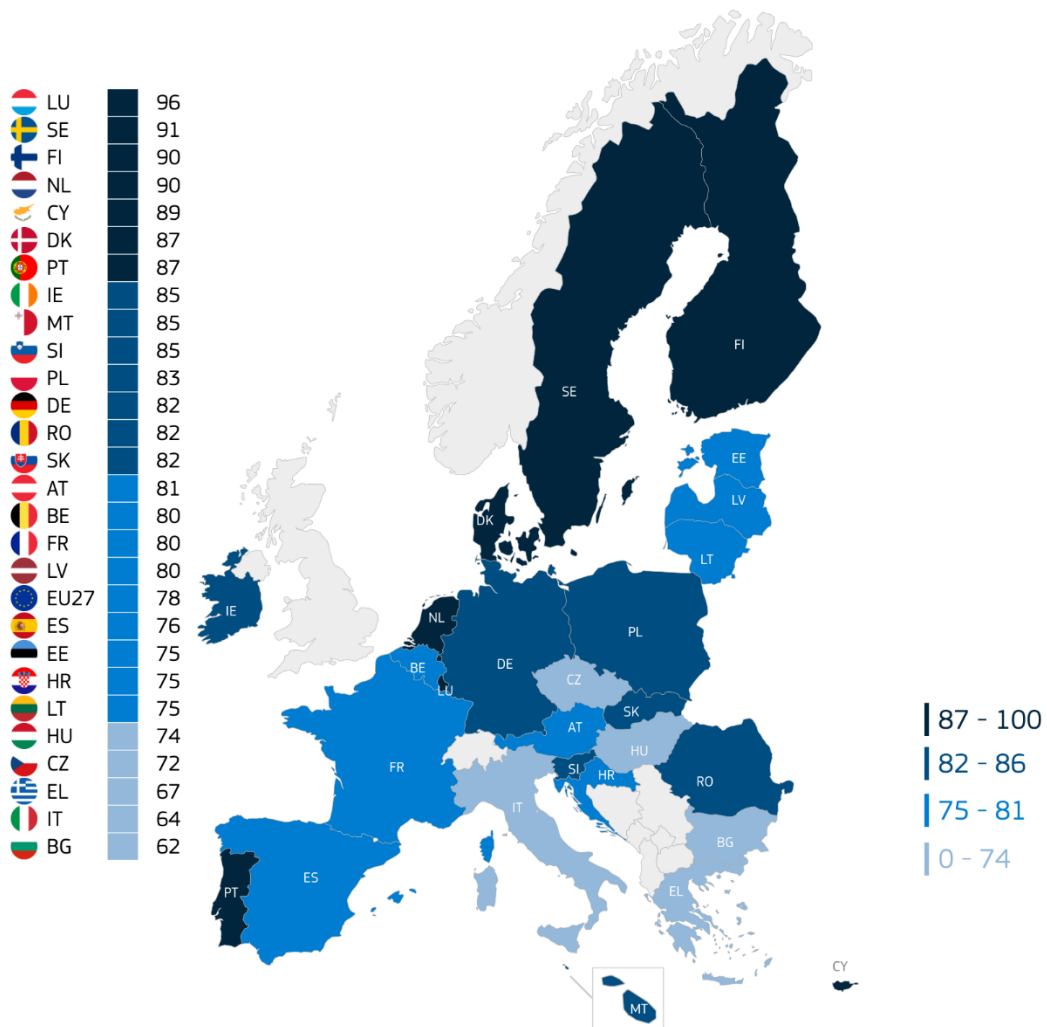 LU 96
SE 91
FI 90
NL 90
CY 89
DK 87
PT 87
IE 85
MT 85
SI 85
PL 83
DE 82
RO 82
SK 82
AT 81
BE 80
FR 80
LV 80
EU27 78
ES 76
EE 75
HR 75
LT 75
HU 74
CZ 72
EL 67
IT 64
BG 62
FI
SE
EE
LV
DK
LT
IE
NL
PL
BE
DE
CZ
LU
SK
AT
HU
FR
SI
HR
RO
IT
BG
ES
PT
EL
CY
MT
87 - 100
82 - 86
75 - 81
0 - 74